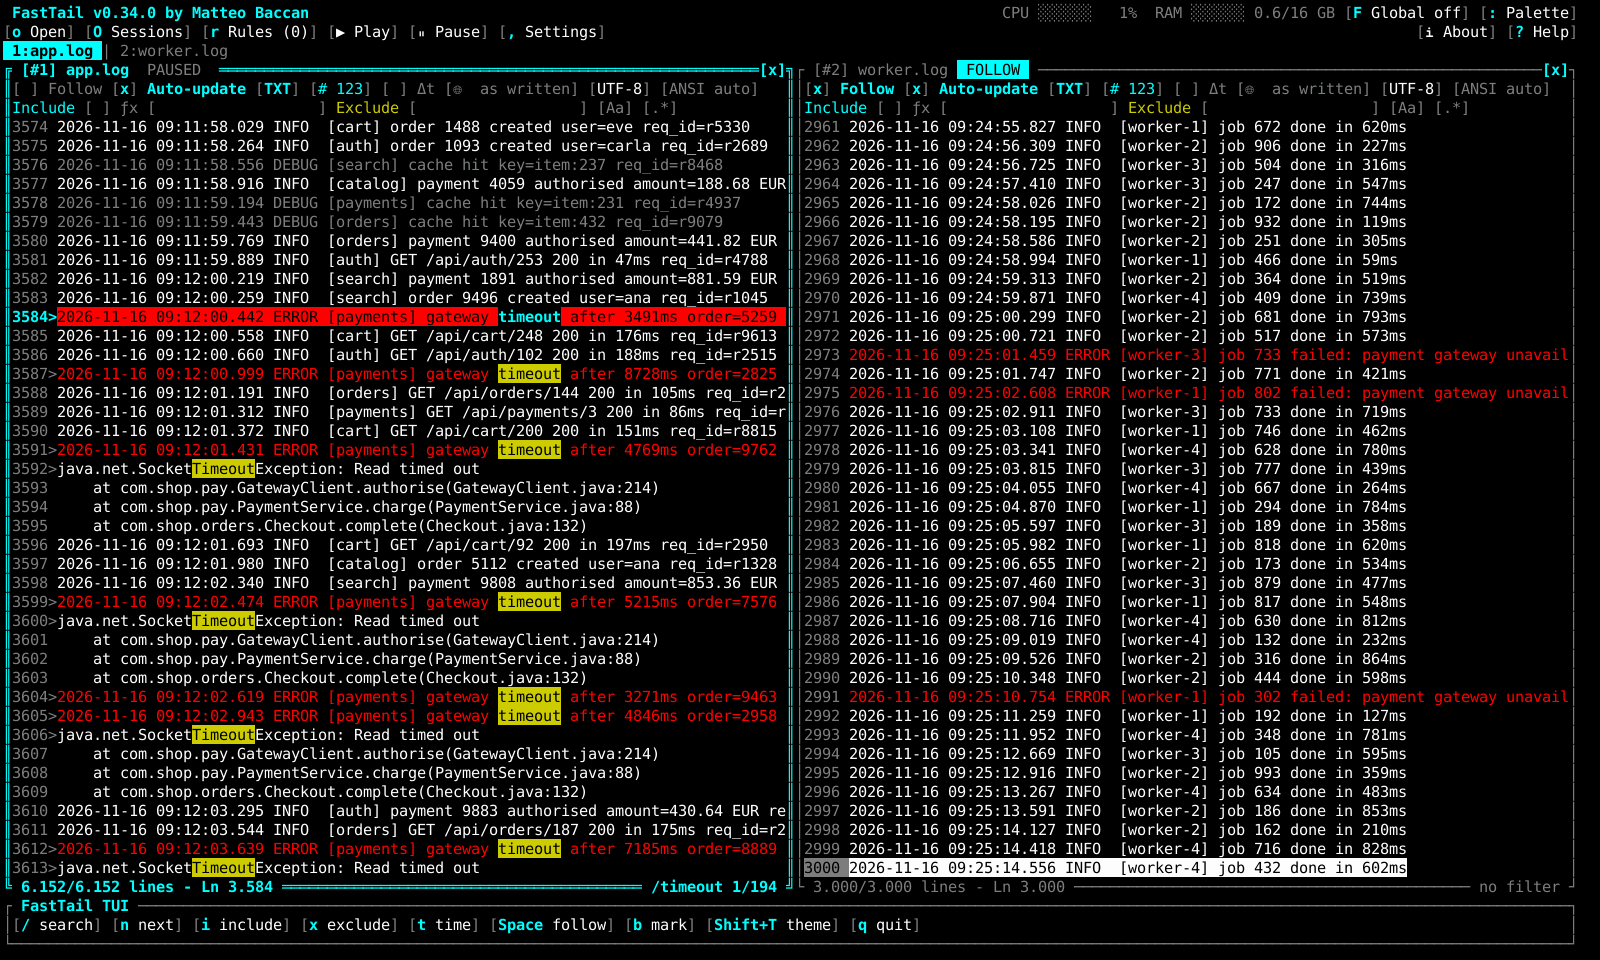 FastTail v0.34.0 by Matteo Baccan CPU 1% RAM 0.6/16 GB [F Global off] [: Palette]
[o Open] [O Sessions] [r Rules (0)] [▶ Play] [⏸ Pause] [, Settings] [i About] [? Help]
1:app.log | 2:worker.log
[#1] app.log PAUSED [x]
[ ] Follow [x] Auto-update [TXT] [# 123] [ ] Δt [⊕ as written] [UTF-8] [ANSI auto]
Include [ ] ƒx [ ] Exclude [ ] [Aa] [.*]
3574 2026-11-16 09:11:58.029 INFO [cart] order 1488 created user=eve req_id=r5330
3575 2026-11-16 09:11:58.264 INFO [auth] order 1093 created user=carla req_id=r2689
3576 2026-11-16 09:11:58.556 DEBUG [search] cache hit key=item:237 req_id=r8468
3577 2026-11-16 09:11:58.916 INFO [catalog] payment 4059 authorised amount=188.68 EUR
3578 2026-11-16 09:11:59.194 DEBUG [payments] cache hit key=item:231 req_id=r4937
3579 2026-11-16 09:11:59.443 DEBUG [orders] cache hit key=item:432 req_id=r9079
3580 2026-11-16 09:11:59.769 INFO [orders] payment 9400 authorised amount=441.82 EUR
3581 2026-11-16 09:11:59.889 INFO [auth] GET /api/auth/253 200 in 47ms req_id=r4788
3582 2026-11-16 09:12:00.219 INFO [search] payment 1891 authorised amount=881.59 EUR
3583 2026-11-16 09:12:00.259 INFO [search] order 9496 created user=ana req_id=r1045
3584>2026-11-16 09:12:00.442 ERROR [payments] gateway timeout after 3491ms order=5259
3585 2026-11-16 09:12:00.558 INFO [cart] GET /api/cart/248 200 in 176ms req_id=r9613
3586 2026-11-16 09:12:00.660 INFO [auth] GET /api/auth/102 200 in 188ms req_id=r2515
3587>2026-11-16 09:12:00.999 ERROR [payments] gateway timeout after 8728ms order=2825
3588 2026-11-16 09:12:01.191 INFO [orders] GET /api/orders/144 200 in 105ms req_id=r2
3589 2026-11-16 09:12:01.312 INFO [payments] GET /api/payments/3 200 in 86ms req_id=r
3590 2026-11-16 09:12:01.372 INFO [cart] GET /api/cart/200 200 in 151ms req_id=r8815
3591>2026-11-16 09:12:01.431 ERROR [payments] gateway timeout after 4769ms order=9762
3592>java.net.SocketTimeoutException: Read timed out
3593 at com.shop.pay.GatewayClient.authorise(GatewayClient.java:214)
3594 at com.shop.pay.PaymentService.charge(PaymentService.java:88)
3595 at com.shop.orders.Checkout.complete(Checkout.java:132)
3596 2026-11-16 09:12:01.693 INFO [cart] GET /api/cart/92 200 in 197ms req_id=r2950
3597 2026-11-16 09:12:01.980 INFO [catalog] order 5112 created user=ana req_id=r1328
3598 2026-11-16 09:12:02.340 INFO [search] payment 9808 authorised amount=853.36 EUR
3599>2026-11-16 09:12:02.474 ERROR [payments] gateway timeout after 5215ms order=7576
3600>java.net.SocketTimeoutException: Read timed out
3601 at com.shop.pay.GatewayClient.authorise(GatewayClient.java:214)
3602 at com.shop.pay.PaymentService.charge(PaymentService.java:88)
3603 at com.shop.orders.Checkout.complete(Checkout.java:132)
3604>2026-11-16 09:12:02.619 ERROR [payments] gateway timeout after 3271ms order=9463
3605>2026-11-16 09:12:02.943 ERROR [payments] gateway timeout after 4846ms order=2958
3606>java.net.SocketTimeoutException: Read timed out
3607 at com.shop.pay.GatewayClient.authorise(GatewayClient.java:214)
3608 at com.shop.pay.PaymentService.charge(PaymentService.java:88)
3609 at com.shop.orders.Checkout.complete(Checkout.java:132)
3610 2026-11-16 09:12:03.295 INFO [auth] payment 9883 authorised amount=430.64 EUR re
3611 2026-11-16 09:12:03.544 INFO [orders] GET /api/orders/187 200 in 175ms req_id=r2
3612>2026-11-16 09:12:03.639 ERROR [payments] gateway timeout after 7185ms order=8889
3613>java.net.SocketTimeoutException: Read timed out
6.152/6.152 lines - Ln 3.584 /timeout 1/194
[#2] worker.log FOLLOW [x]
[x] Follow [x] Auto-update [TXT] [# 123] [ ] Δt [⊕ as written] [UTF-8] [ANSI auto]
Include [ ] ƒx [ ] Exclude [ ] [Aa] [.*]
2961 2026-11-16 09:24:55.827 INFO [worker-1] job 672 done in 620ms
2962 2026-11-16 09:24:56.309 INFO [worker-2] job 906 done in 227ms
2963 2026-11-16 09:24:56.725 INFO [worker-3] job 504 done in 316ms
2964 2026-11-16 09:24:57.410 INFO [worker-3] job 247 done in 547ms
2965 2026-11-16 09:24:58.026 INFO [worker-2] job 172 done in 744ms
2966 2026-11-16 09:24:58.195 INFO [worker-2] job 932 done in 119ms
2967 2026-11-16 09:24:58.586 INFO [worker-2] job 251 done in 305ms
2968 2026-11-16 09:24:58.994 INFO [worker-1] job 466 done in 59ms
2969 2026-11-16 09:24:59.313 INFO [worker-2] job 364 done in 519ms
2970 2026-11-16 09:24:59.871 INFO [worker-4] job 409 done in 739ms
2971 2026-11-16 09:25:00.299 INFO [worker-2] job 681 done in 793ms
2972 2026-11-16 09:25:00.721 INFO [worker-2] job 517 done in 573ms
2973 2026-11-16 09:25:01.459 ERROR [worker-3] job 733 failed: payment gateway unavail
2974 2026-11-16 09:25:01.747 INFO [worker-2] job 771 done in 421ms
2975 2026-11-16 09:25:02.608 ERROR [worker-1] job 802 failed: payment gateway unavail
2976 2026-11-16 09:25:02.911 INFO [worker-3] job 733 done in 719ms
2977 2026-11-16 09:25:03.108 INFO [worker-1] job 746 done in 462ms
2978 2026-11-16 09:25:03.341 INFO [worker-4] job 628 done in 780ms
2979 2026-11-16 09:25:03.815 INFO [worker-3] job 777 done in 439ms
2980 2026-11-16 09:25:04.055 INFO [worker-4] job 667 done in 264ms
2981 2026-11-16 09:25:04.870 INFO [worker-1] job 294 done in 784ms
2982 2026-11-16 09:25:05.597 INFO [worker-3] job 189 done in 358ms
2983 2026-11-16 09:25:05.982 INFO [worker-1] job 818 done in 620ms
2984 2026-11-16 09:25:06.655 INFO [worker-2] job 173 done in 534ms
2985 2026-11-16 09:25:07.460 INFO [worker-3] job 879 done in 477ms
2986 2026-11-16 09:25:07.904 INFO [worker-1] job 817 done in 548ms
2987 2026-11-16 09:25:08.716 INFO [worker-4] job 630 done in 812ms
2988 2026-11-16 09:25:09.019 INFO [worker-4] job 132 done in 232ms
2989 2026-11-16 09:25:09.526 INFO [worker-2] job 316 done in 864ms
2990 2026-11-16 09:25:10.348 INFO [worker-2] job 444 done in 598ms
2991 2026-11-16 09:25:10.754 ERROR [worker-1] job 302 failed: payment gateway unavail
2992 2026-11-16 09:25:11.259 INFO [worker-1] job 192 done in 127ms
2993 2026-11-16 09:25:11.952 INFO [worker-4] job 348 done in 781ms
2994 2026-11-16 09:25:12.669 INFO [worker-3] job 105 done in 595ms
2995 2026-11-16 09:25:12.916 INFO [worker-2] job 993 done in 359ms
2996 2026-11-16 09:25:13.267 INFO [worker-4] job 634 done in 483ms
2997 2026-11-16 09:25:13.591 INFO [worker-2] job 186 done in 853ms
2998 2026-11-16 09:25:14.127 INFO [worker-2] job 162 done in 210ms
2999 2026-11-16 09:25:14.418 INFO [worker-4] job 716 done in 828ms
3000 2026-11-16 09:25:14.556 INFO [worker-4] job 432 done in 602ms
3.000/3.000 lines - Ln 3.000 no filter
FastTail TUI
[/ search] [n next] [i include] [x exclude] [t time] [Space follow] [b mark] [Shift+T theme] [q quit]